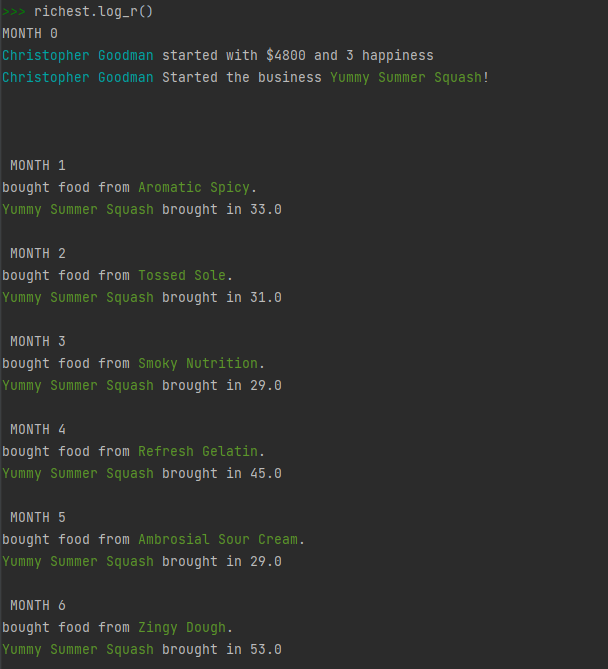 >>> richest.log_r()
MONTH 0
Christopher Goodman started with $4800 and 3 happiness
Christopher Goodman Started the business Yummy Summer Squash!
MONTH 1
bought food from Aromatic Spicy.
Yummy Summer Squash brought in 33.0
MONTH 2
bought food from Tossed Sole.
Yummy Summer Squash brought in 31.0
MONTH 3
bought food from Smoky Nutrition.
Yummy Summer Squash brought in 29.0
MONTH 4
bought food from Refresh Gelatin.
Yummy Summer Squash brought in 45.0
MONTH 5
bought food from Ambrosial Sour Cream.
Yummy Summer Squash brought in 29.0
MONTH 6
bought food from Zingy Dough.
Yummy Summer Squash brought in 53.0